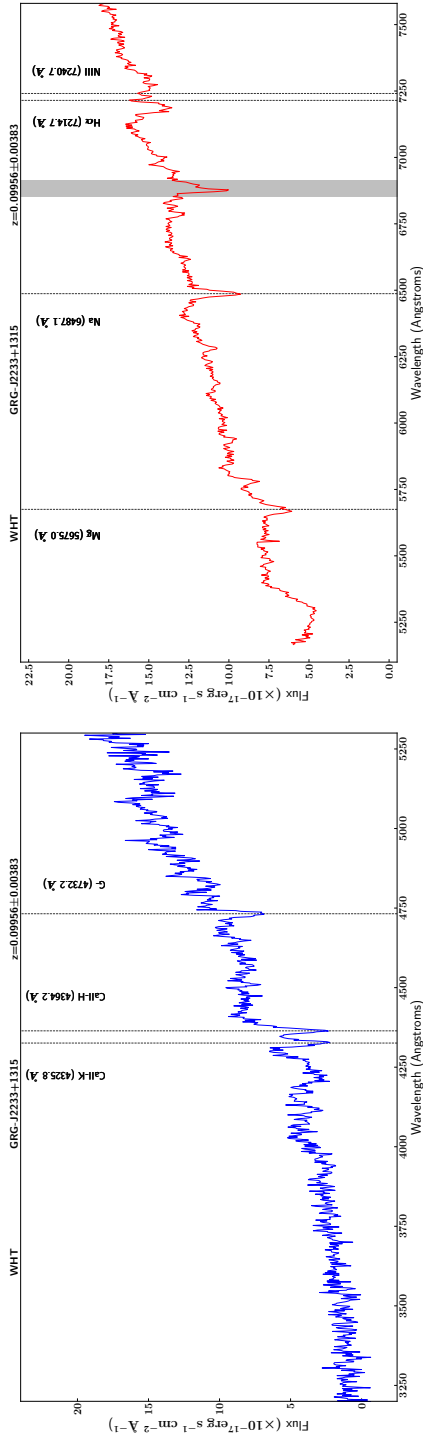 WHT
GRG-J2233+1315
z=0.09956±0.00383
CaII-K (4325.8 Å)
CaII-H (4364.2 Å)
G- (4732.2 Å)
Flux (×10⁻¹⁷erg s⁻¹ cm⁻² Å⁻¹)
0
5
10
15
20
3250
3500
3750
4000
4250
4500
4750
5000
5250
Wavelength (Angstroms)
WHT
GRG-J2233+1315
z=0.09956±0.00383
Mg (5675.0 Å)
Na (6487.1 Å)
Hα (7214.7 Å)
NIII (7240.7 Å)
Flux (×10⁻¹⁷erg s⁻¹ cm⁻² Å⁻¹)
0.0
2.5
5.0
7.5
10.0
12.5
15.0
17.5
20.0
22.5
5250
5500
5750
6000
6250
6500
6750
7000
7250
7500
Wavelength (Angstroms)